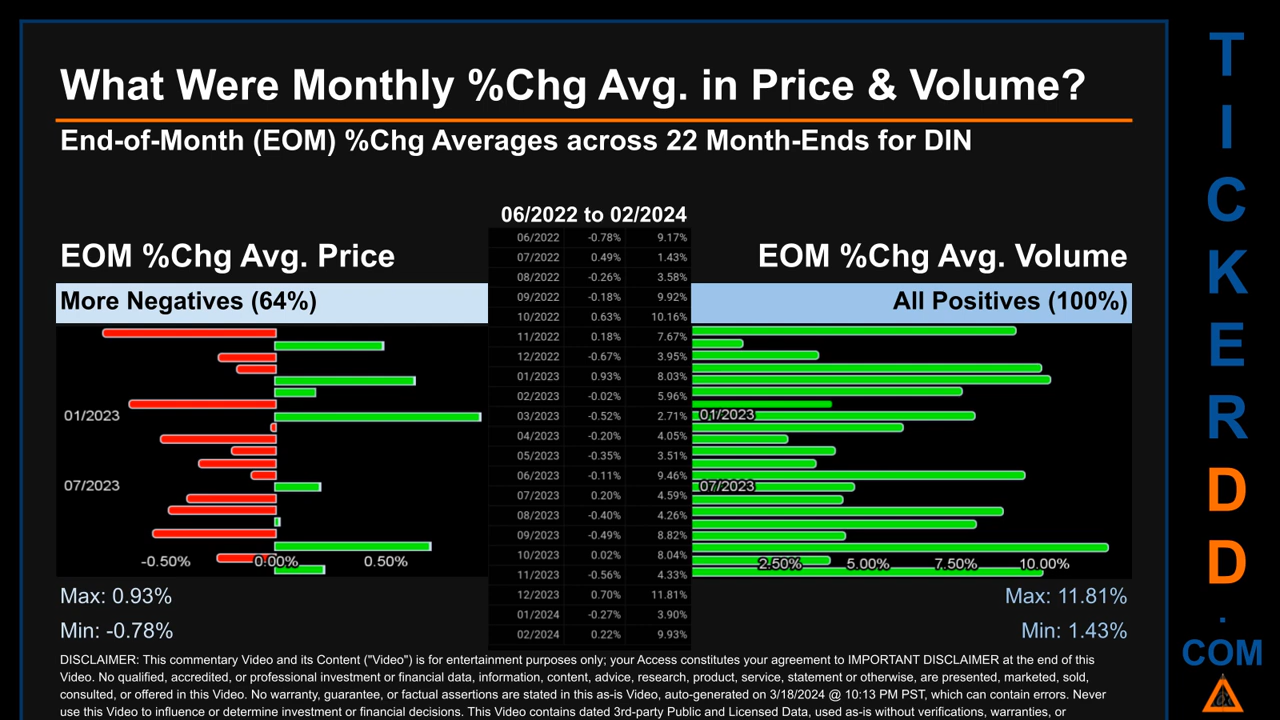 What Were Monthly %Chg Avg. in Price & Volume?
End-of-Month (EOM) %Chg Averages across 22 Month-Ends for DIN
06/2022 to 02/2024
EOM %Chg Avg. Price
EOM %Chg Avg. Volume
More Negatives (64%)
All Positives (100%)
06/2022 -0.78% 9.17%
07/2022 0.49% 1.43%
08/2022 -0.26% 3.58%
09/2022 -0.18% 9.92%
10/2022 0.63% 10.16%
11/2022 0.18% 7.67%
12/2022 -0.67% 3.95%
01/2023 0.93% 8.03%
02/2023 -0.02% 5.96%
03/2023 -0.52% 2.71%
04/2023 -0.20% 4.05%
05/2023 -0.35% 3.51%
06/2023 -0.11% 9.46%
07/2023 0.20% 4.59%
08/2023 -0.40% 4.26%
09/2023 -0.49% 8.82%
10/2023 0.02% 8.04%
11/2023 -0.56% 4.33%
12/2023 0.70% 11.81%
01/2024 -0.27% 3.90%
02/2024 0.22% 9.93%
01/2023
07/2023
-0.50% 0.00% 0.50%
01/2023
07/2023
2.50% 5.00% 7.50% 10.00%
Max: 0.93%
Min: -0.78%
Max: 11.81%
Min: 1.43%
DISCLAIMER: This commentary Video and its Content ("Video") is for entertainment purposes only; your Access constitutes your agreement to IMPORTANT DISCLAIMER at the end of this
Video. No qualified, accredited, or professional investment or financial data, information, content, advice, research, product, service, statement or otherwise, are presented, marketed, sold,
consulted, or offered in this Video. No warranty, guarantee, or factual assertions are stated in this as-is Video, auto-generated on 3/18/2024 @ 10:13 PM PST, which can contain errors. Never
use this Video to influence or determine investment or financial decisions. This Video contains dated 3rd-party Public and Licensed Data, used as-is without verifications, warranties, or
T
I
C
K
E
R
D
D
.
COM